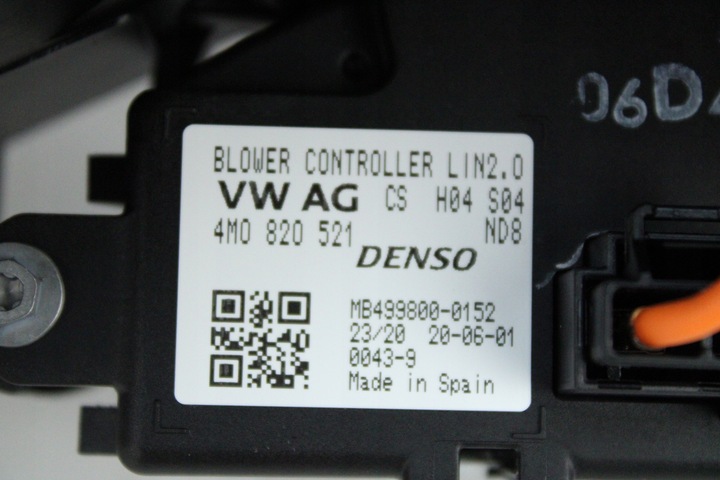 06D
BLOWER CONTROLLER LIN2.0
VW AG CS H04 S04
4M0 820 521 ND8
DENSO
MB499800-0152
23/20 20-06-01
0043-9
Made in Spain